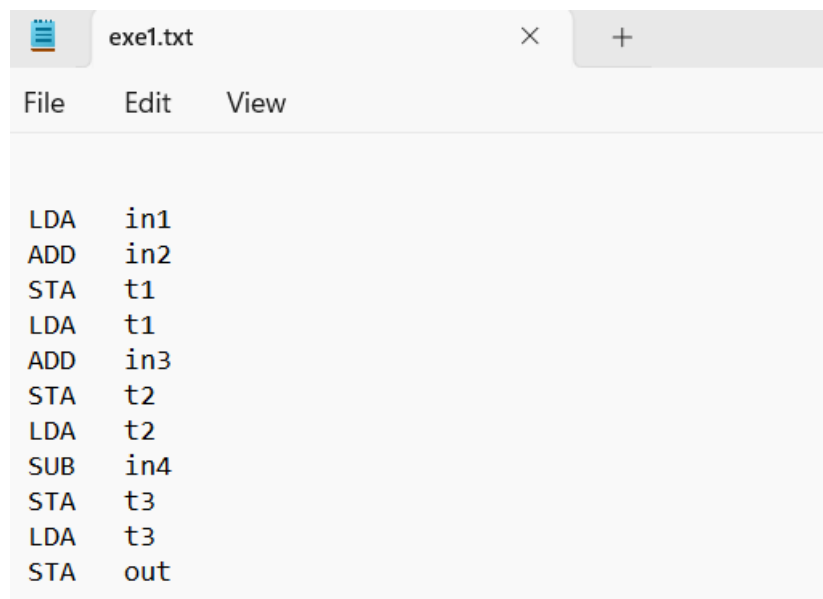 exe1.txt
File Edit View
LDA in1
ADD in2
STA t1
LDA t1
ADD in3
STA t2
LDA t2
SUB in4
STA t3
LDA t3
STA out